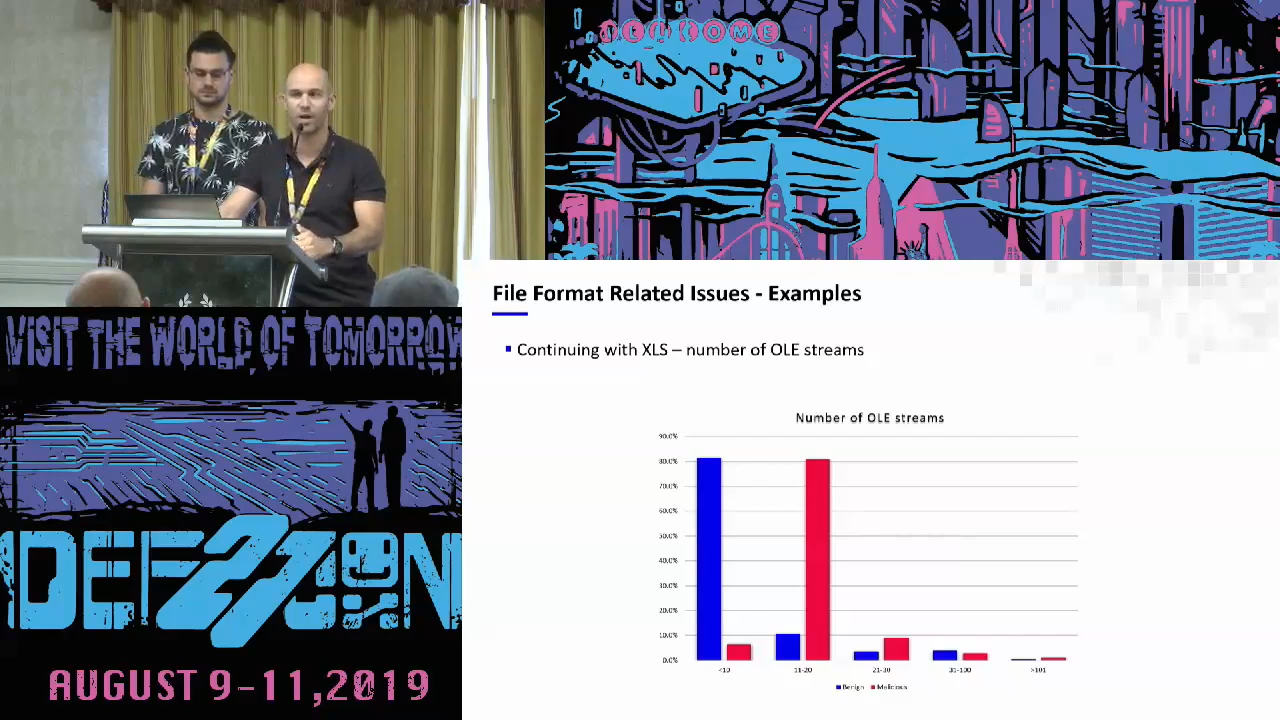 WELCOME
VISIT THE WORLD OF TOMORROW
DEF 27 CON
AUGUST 9-11,2019
File Format Related Issues - Examples
Continuing with XLS – number of OLE streams
Number of OLE streams
90.0%
80.0%
70.0%
60.0%
50.0%
40.0%
30.0%
20.0%
10.0%
0.0%
<10
11-20
21-30
31-100
>101
Benign
Malicious